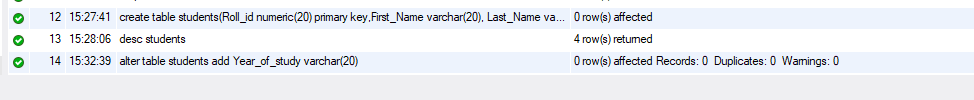 12 15:27:41 create table students(Roll_id numeric(20) primary key,First_Name varchar(20), Last_Name va... 0 row(s) affected
13 15:28:06 desc students 4 row(s) returned
14 15:32:39 alter table students add Year_of_study varchar(20) 0 row(s) affected Records: 0 Duplicates: 0 Warnings: 0